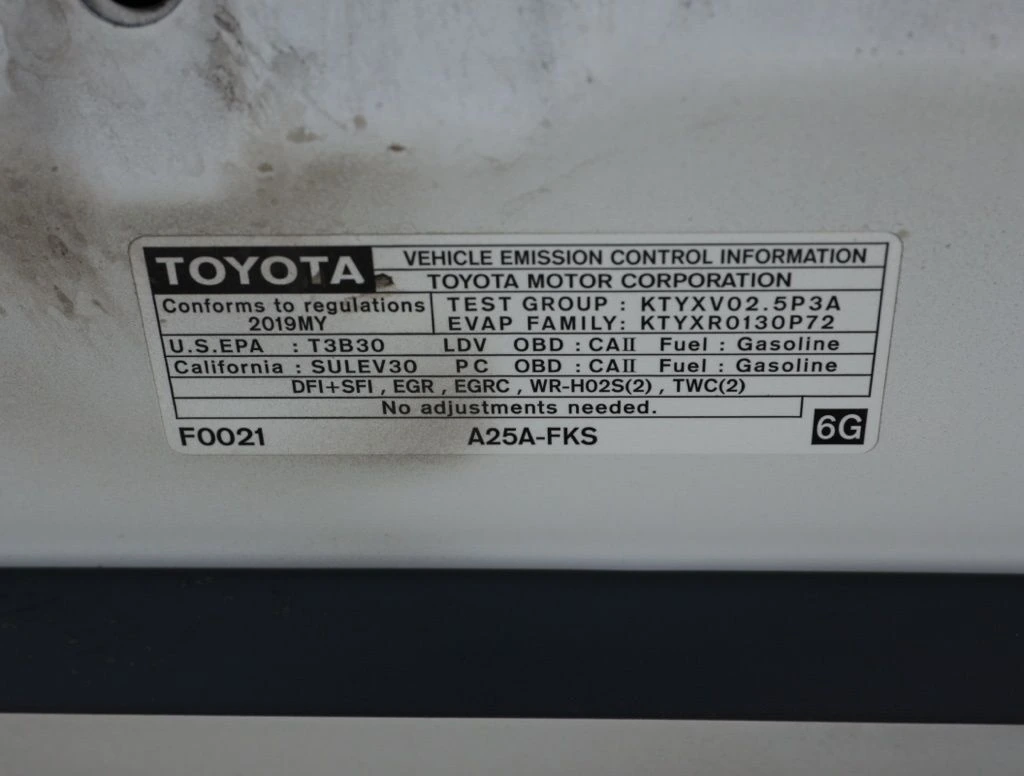 TOYOTA
VEHICLE EMISSION CONTROL INFORMATION
TOYOTA MOTOR CORPORATION
Conforms to regulations
2019MY
TEST GROUP : KTYXV02.5P3A
EVAP FAMILY: KTYXR0130P72
U.S.EPA : T3B30 LDV OBD : CAII Fuel : Gasoline
California : SULEV30 PC OBD : CAII Fuel : Gasoline
DFI+SFI , EGR , EGRC , WR-HO2S(2) , TWC(2)
No adjustments needed.
F0021 A25A-FKS 6G